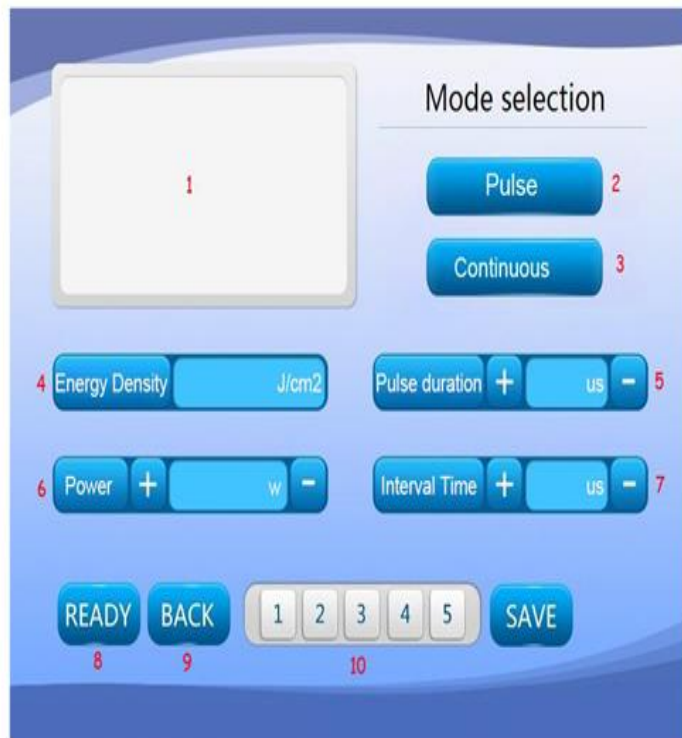 Mode selection
1
Pulse 2
Continuous 3
4 Energy Density J/cm2
Pulse duration + us - 5
6 Power + w -
Interval Time + us - 7
READY BACK 1 2 3 4 5 SAVE
8 9 10